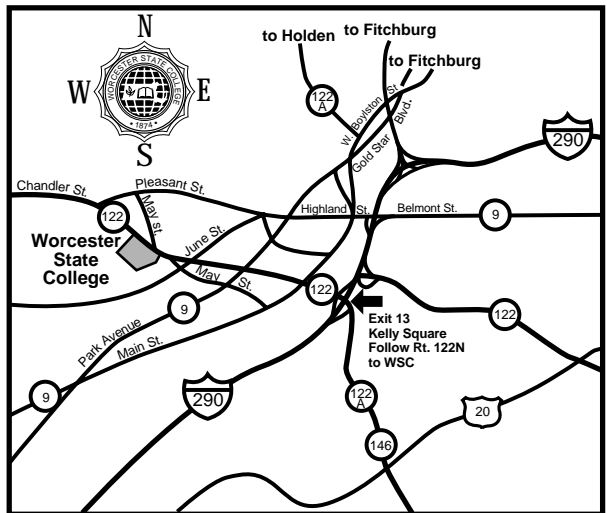 N
to Fitchburg
to Holden
to Fitchburg
WORCESTER STATE COLLEGE
• 1874 •
W
E
S
122
A
W. Boylston St
Gold Star Blvd.
290
Chandler St.
Pleasant St.
122
May st.
Highland St.
Belmont St.
9
Worcester
State
College
June St.
May St.
122
9
Exit 13
Kelly Square
Follow Rt. 122N
to WSC
122
Park Avenue
Main St.
9
290
122
A
20
146